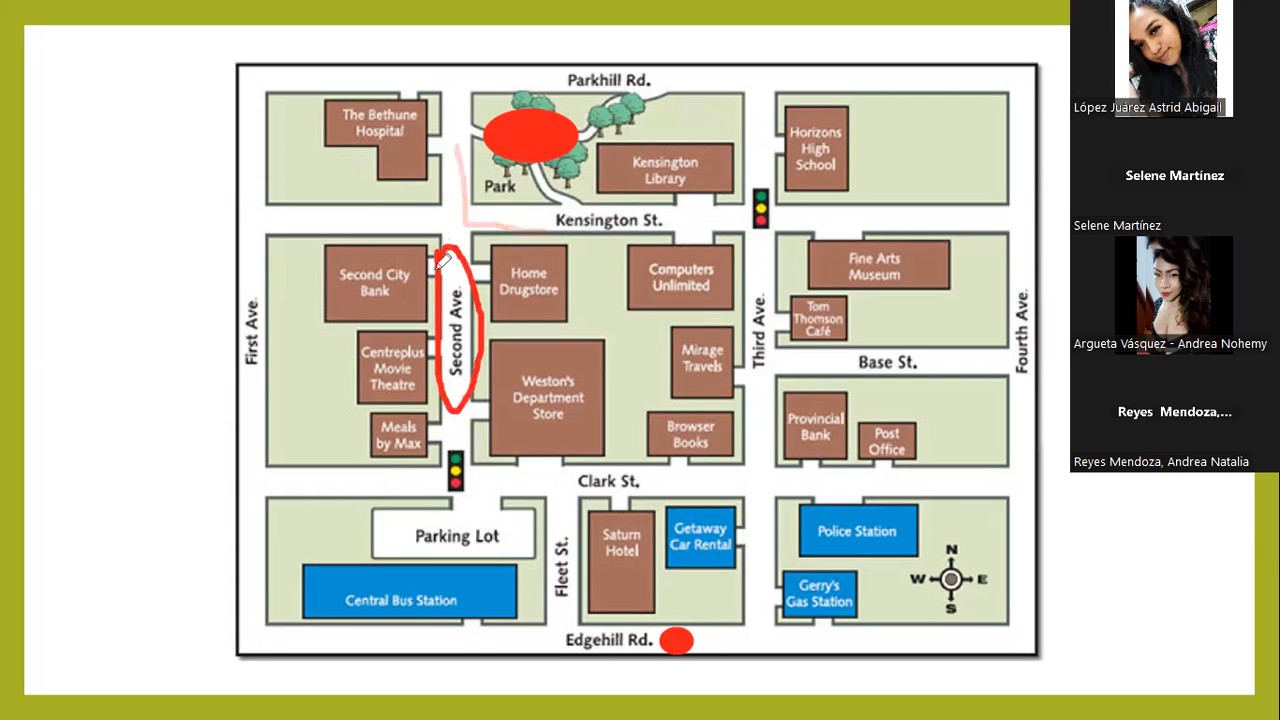 Parkhill Rd.
The Bethune
Hospital
Park
Kensington
Library
Horizons
High
School
Kensington St.
Second City
Bank
Home
Drugstore
Computers
Unlimited
Fine Arts
Museum
Tom
Thomson
Café
First Ave.
Second Ave.
Third Ave.
Fourth Ave.
Centreplus
Movie
Theatre
Weston's
Department
Store
Mirage
Travels
Base St.
Meals
by Max
Browser
Books
Provincial
Bank
Post
Office
Clark St.
Parking Lot
Fleet St.
Saturn
Hotel
Getaway
Car Rental
Police Station
Central Bus Station
Gerry's
Gas Station
N
W
E
S
Edgehill Rd.
López Juárez Astrid Abigail
Selene Martínez
Selene Martínez
Argueta Vásquez - Andrea Nohemy
Reyes Mendoza,...
Reyes Mendoza, Andrea Natalia